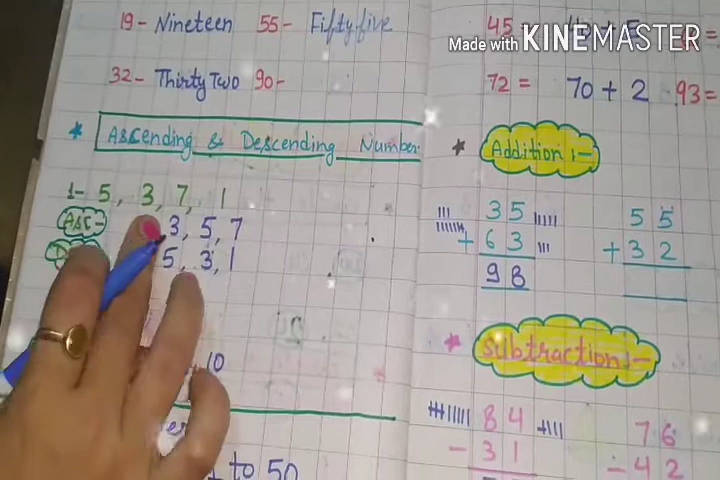 19- Nineteen 55- Fiftyfive
32- Thirty Two 90-
* Ascending & Descending Number
1- 5, 3, 7, 1
Asc- 3, 5, 7
5, 3, 1
10
1 to 50
45
Made with KINEMASTER
72 = 70 + 2 93=
* Addition :-
35
+ 63
98
55
+ 32
* Subtraction :-
84
- 31
76
- 42